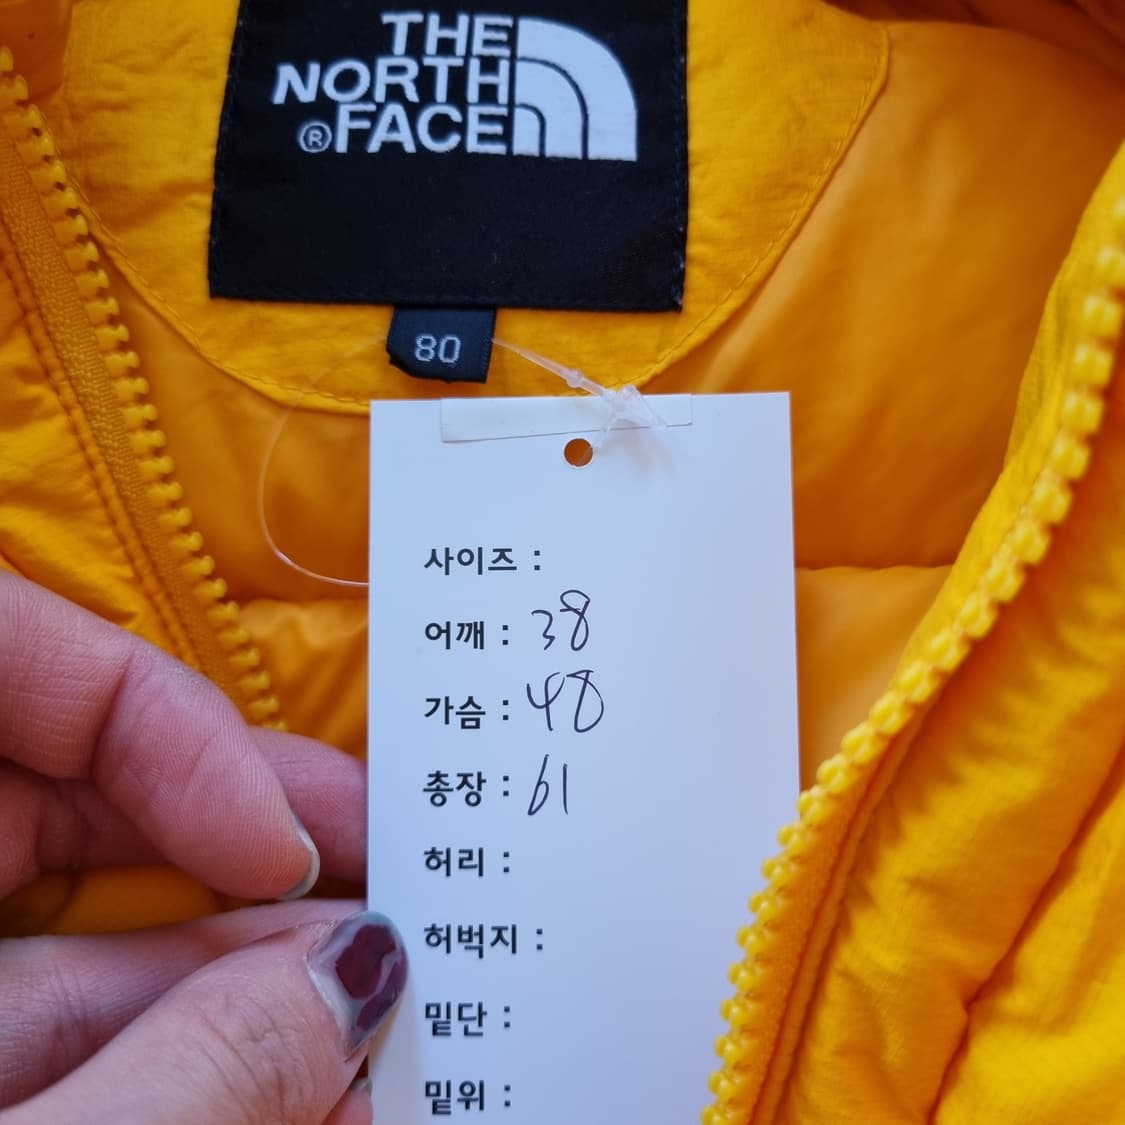 THE
NORTH
®FACE
80
사이즈 :
어깨 : 38
가슴 : 48
총장 : 61
허리 :
허벅지 :
밑단 :
밑위 :